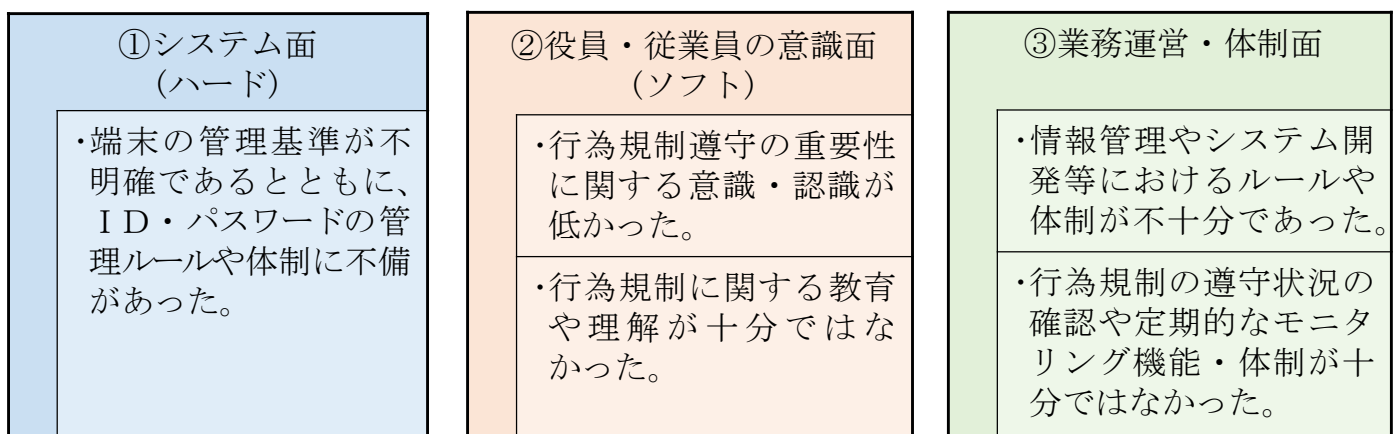 ①システム面
(ハード)
・端末の管理基準が不
明確であるとともに、
ＩＤ・パスワードの管
理ルールや体制に不備
があった。
②役員・従業員の意識面
(ソフト)
・行為規制遵守の重要性
に関する意識・認識が
低かった。
・行為規制に関する教育
や理解が十分ではな
かった。
③業務運営・体制面
・情報管理やシステム開
発等におけるルールや
体制が不十分であった。
・行為規制の遵守状況の
確認や定期的なモニタ
リング機能・体制が十
分ではなかった。